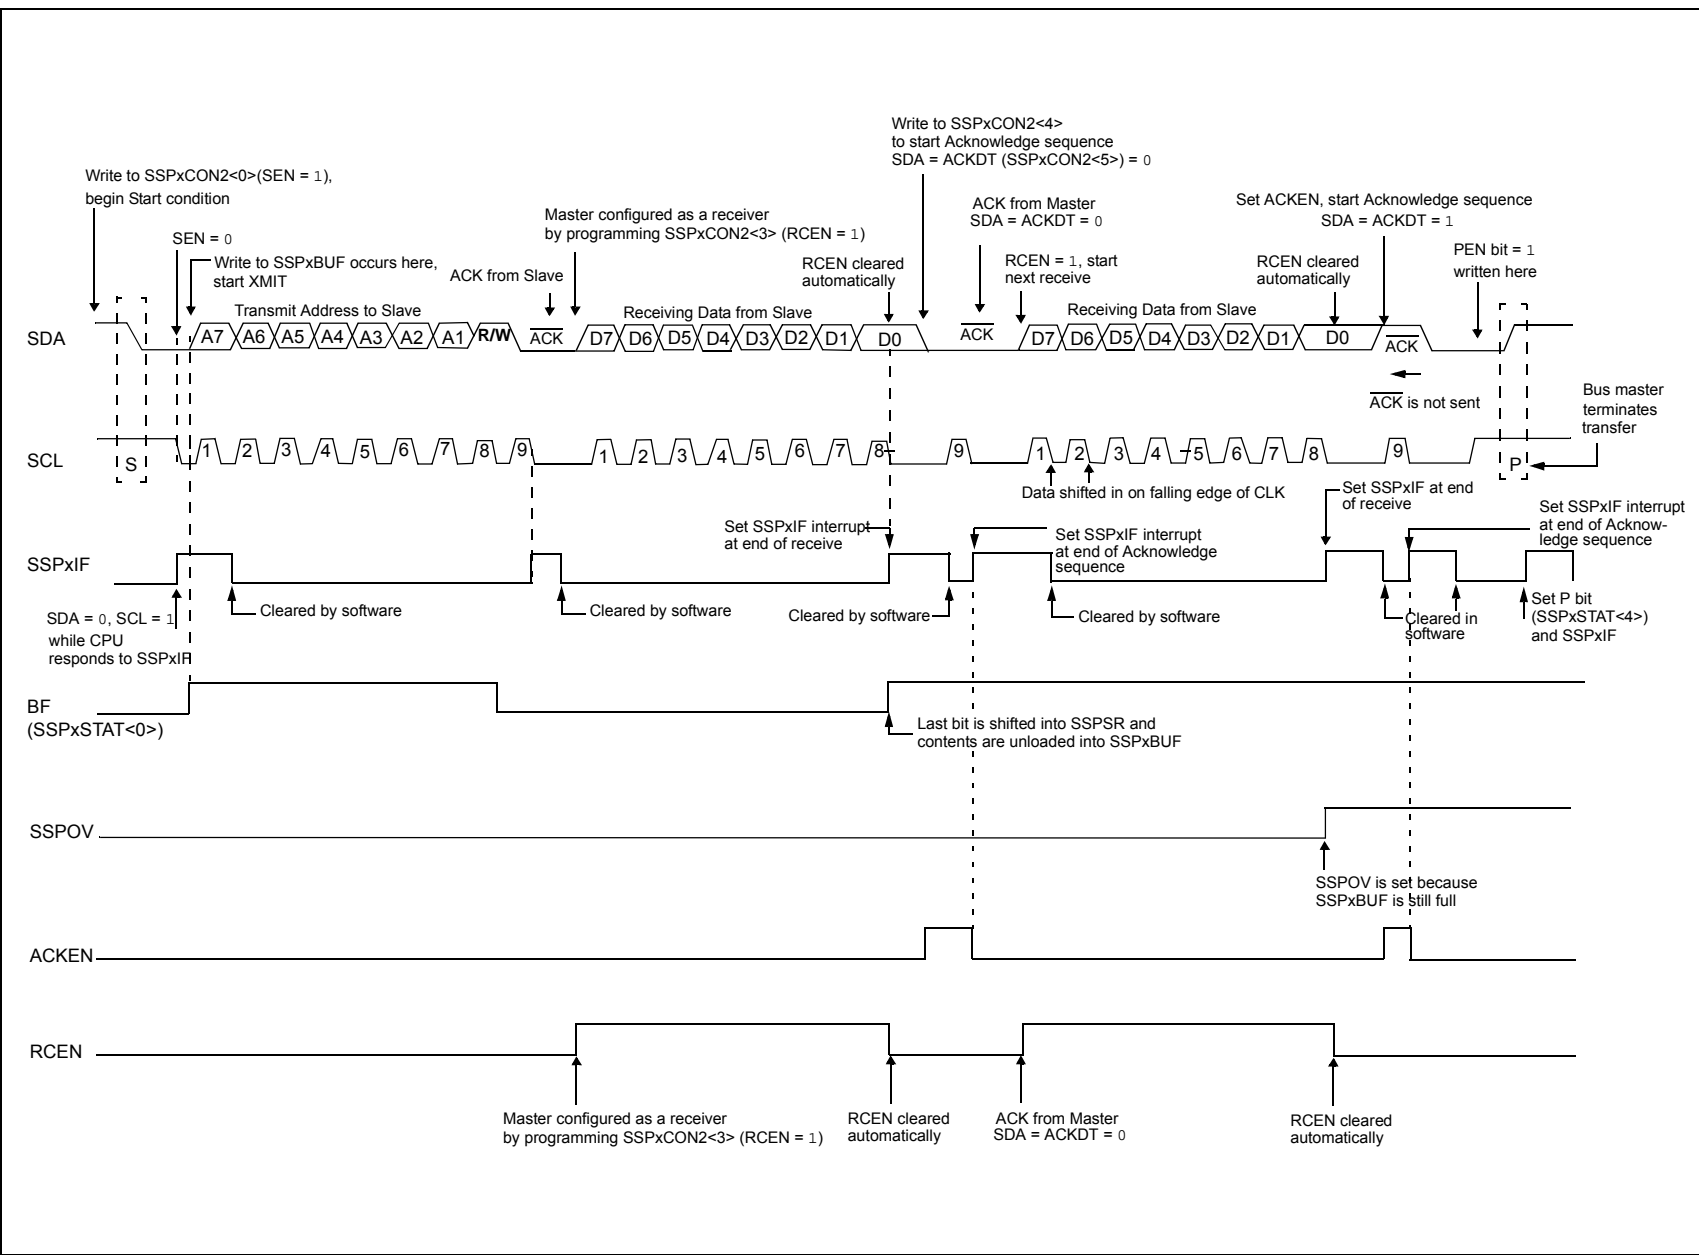 Write to SSPxCON2<4>
to start Acknowledge sequence
SDA = ACKDT (SSPxCON2<5>) = 0
Write to SSPxCON2<0>(SEN = 1),
begin Start condition
ACK from Master
SDA = ACKDT = 0
Set ACKEN, start Acknowledge sequence
SDA = ACKDT = 1
Master configured as a receiver
by programming SSPxCON2<3> (RCEN = 1)
SEN = 0
Write to SSPxBUF occurs here,
start XMIT
ACK from Slave
RCEN cleared
automatically
RCEN = 1, start
next receive
RCEN cleared
automatically
PEN bit = 1
written here
Transmit Address to Slave
Receiving Data from Slave
Receiving Data from Slave
SDA
A7 A6 A5 A4 A3 A2 A1 R/W ACK D7 D6 D5 D4 D3 D2 D1 D0 ACK D7 D6 D5 D4 D3 D2 D1 D0 ACK
ACK is not sent
Bus master
terminates
transfer
SCL
S 1 2 3 4 5 6 7 8 9 1 2 3 4 5 6 7 8 9 1 2 3 4 5 6 7 8 9 P
Data shifted in on falling edge of CLK
Set SSPxIF at end
of receive
Set SSPxIF interrupt
at end of receive
Set SSPxIF interrupt
at end of Acknowledge
sequence
Set SSPxIF interrupt
at end of Acknow-
ledge sequence
SSPxIF
SDA = 0, SCL = 1
while CPU
responds to SSPxIF
Cleared by software
Cleared by software
Cleared by software
Cleared by software
Cleared in
software
Set P bit
(SSPxSTAT<4>)
and SSPxIF
BF
(SSPxSTAT<0>)
Last bit is shifted into SSPSR and
contents are unloaded into SSPxBUF
SSPOV
SSPOV is set because
SSPxBUF is still full
ACKEN
RCEN
Master configured as a receiver
by programming SSPxCON2<3> (RCEN = 1)
RCEN cleared
automatically
ACK from Master
SDA = ACKDT = 0
RCEN cleared
automatically